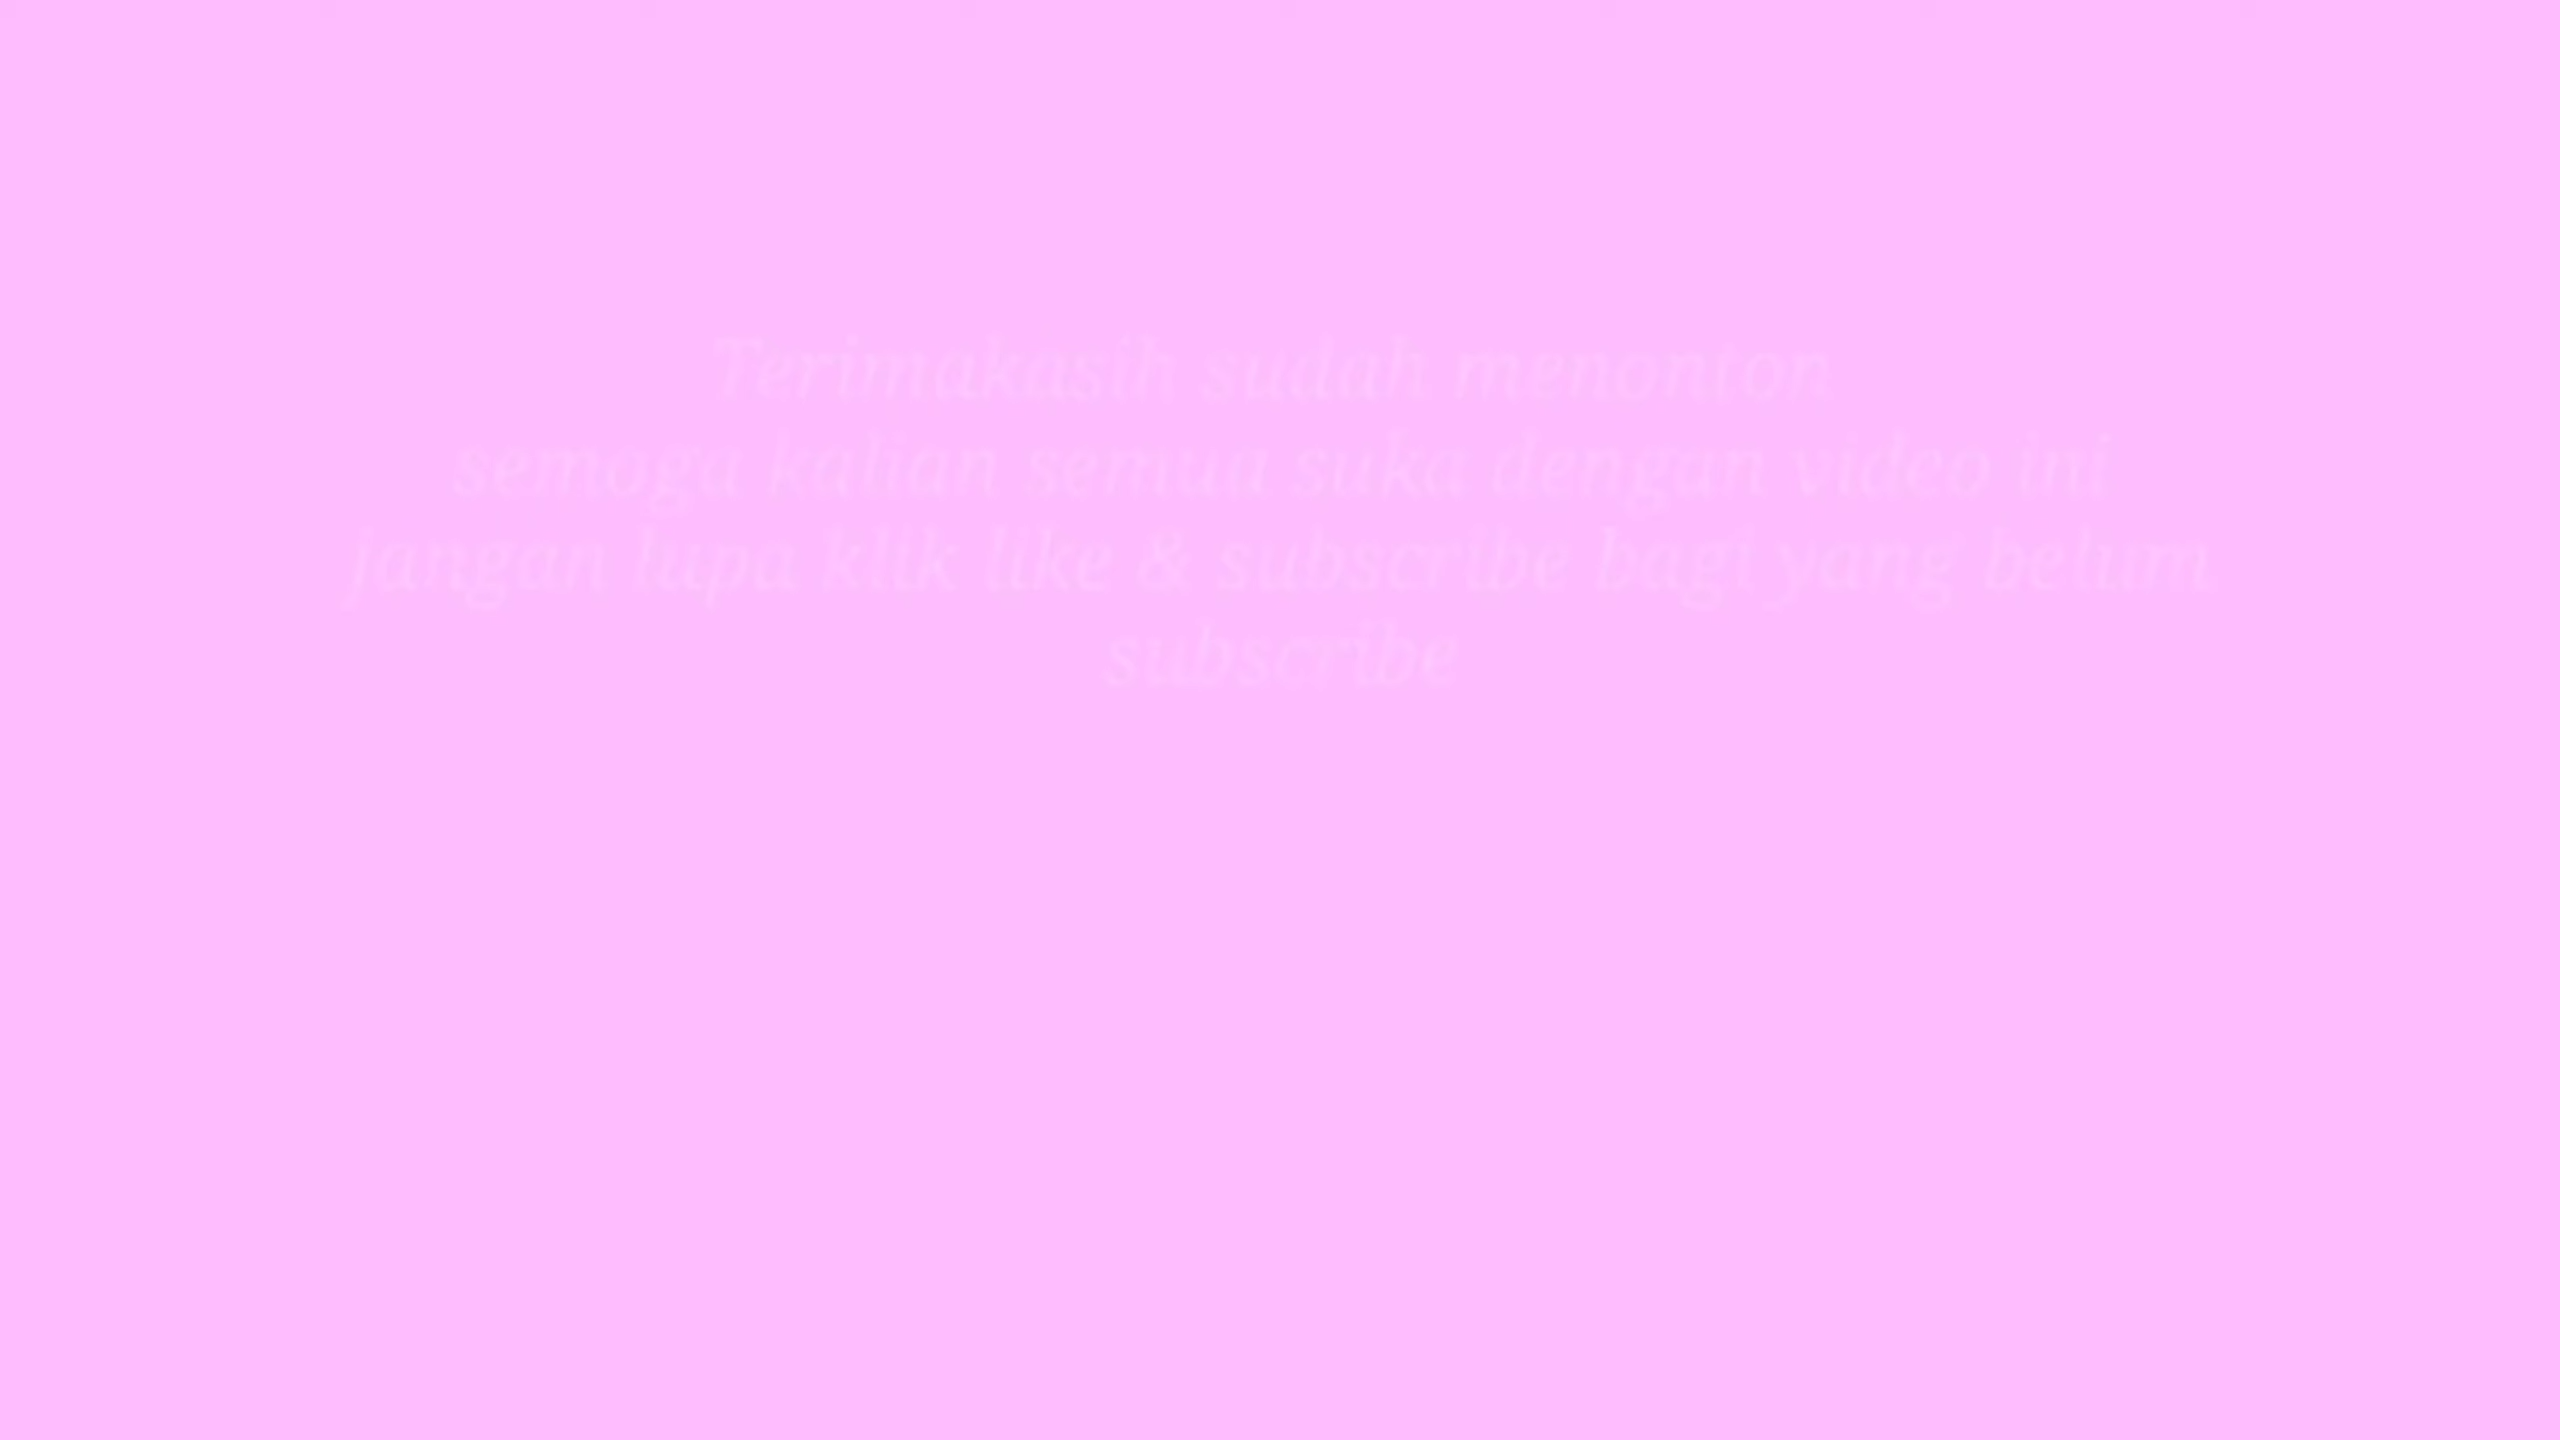 Terimakasih sudah menonton
semoga kalian semua suka dengan video ini
jangan lupa klik like & subscribe bagi yang belum
subscribe